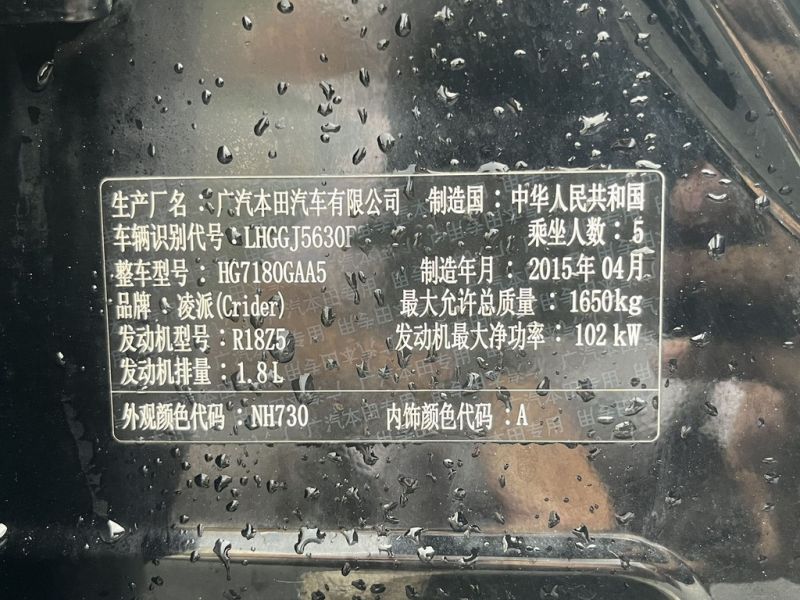 生产厂名：广汽本田汽车有限公司 制造国：中华人民共和国
车辆识别代号：LHGGJ5630F 乘坐人数：5
整车型号：HG7180GAA5 制造年月：2015年04月
品牌：凌派(Crider) 最大允许总质量：1650kg
发动机型号：R18Z5 发动机最大净功率：102kW
发动机排量：1.8L
外观颜色代码：NH730 内饰颜色代码：A